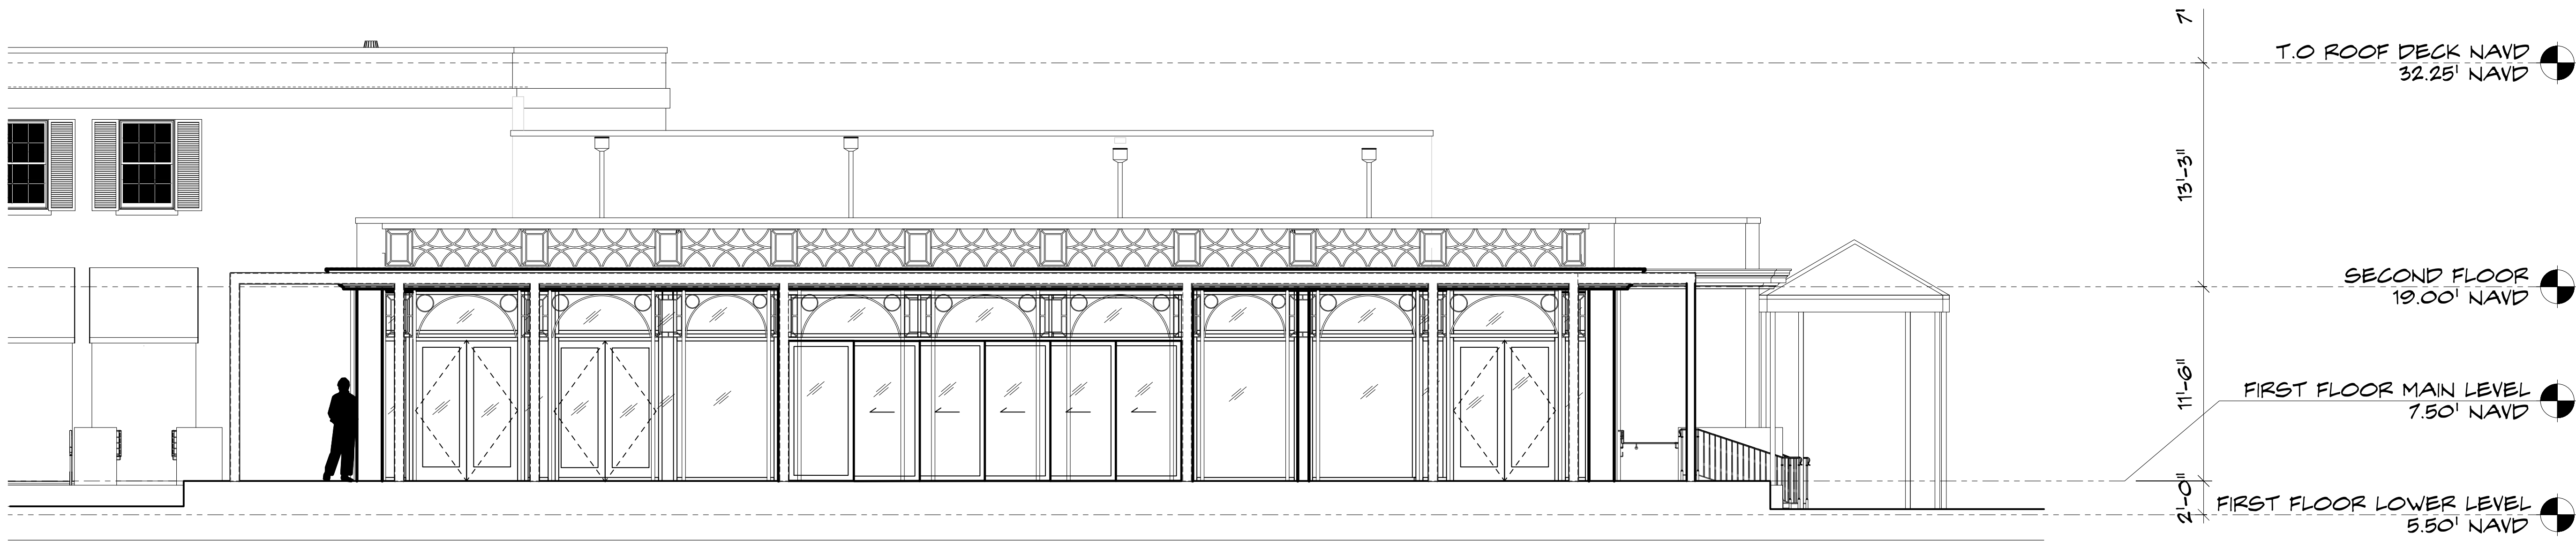 7'
T.O ROOF DECK NAVD
32.25' NAVD
13'-3"
SECOND FLOOR
19.00' NAVD
11'-6"
FIRST FLOOR MAIN LEVEL
7.50' NAVD
2'-0"
FIRST FLOOR LOWER LEVEL
5.50' NAVD